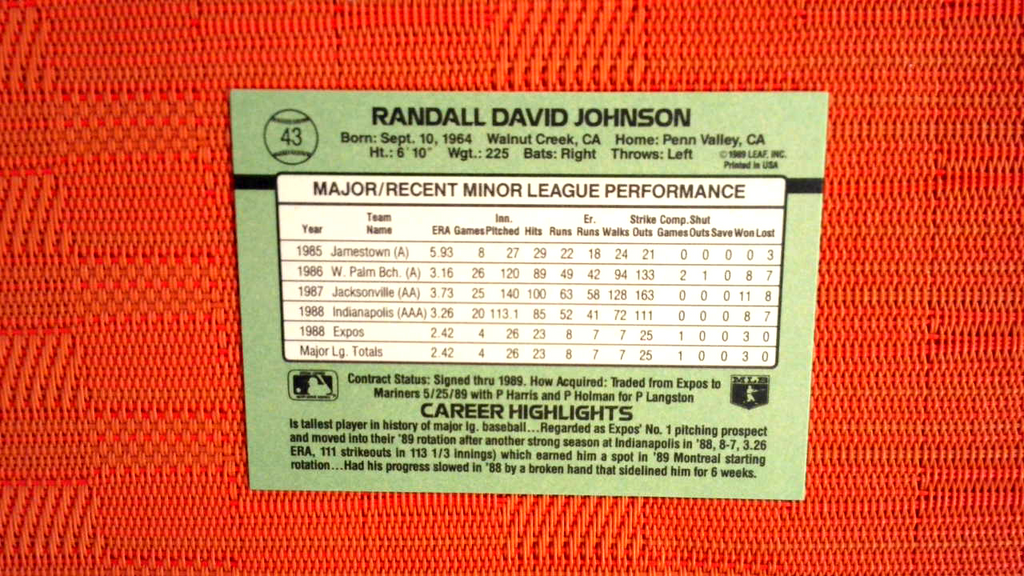 43
RANDALL DAVID JOHNSON
Born: Sept. 10, 1964 Walnut Creek, CA Home: Penn Valley, CA
Ht.: 6' 10" Wgt.: 225 Bats: Right Throws: Left
© 1989 LEAF, INC.
Printed in USA
MAJOR/RECENT MINOR LEAGUE PERFORMANCE
Team Inn. Er. Strike Comp. Shut
Year Name ERA Games Pitched Hits Runs Runs Walks Outs Games Outs Save Won Lost
1985 Jamestown (A) 5.93 8 27 29 22 18 24 21 0 0 0 0 3
1986 W. Palm Bch. (A) 3.16 26 120 89 49 42 94 133 2 1 0 8 7
1987 Jacksonville (AA) 3.73 25 140 100 63 58 128 163 0 0 0 11 8
1988 Indianapolis (AAA) 3.26 20 113.1 85 52 41 72 111 0 0 0 8 7
1988 Expos 2.42 4 26 23 8 7 7 25 1 0 0 3 0
Major Lg. Totals 2.42 4 26 23 8 7 7 25 1 0 0 3 0
Contract Status: Signed thru 1989. How Acquired: Traded from Expos to
Mariners 5/25/89 with P Harris and P Holman for P Langston
MLB
CAREER HIGHLIGHTS
Is tallest player in history of major lg. baseball...Regarded as Expos' No. 1 pitching prospect
and moved into their '89 rotation after another strong season at Indianapolis in '88, 8-7, 3.26
ERA, 111 strikeouts in 113 1/3 innings) which earned him a spot in '89 Montreal starting
rotation...Had his progress slowed in '88 by a broken hand that sidelined him for 6 weeks.